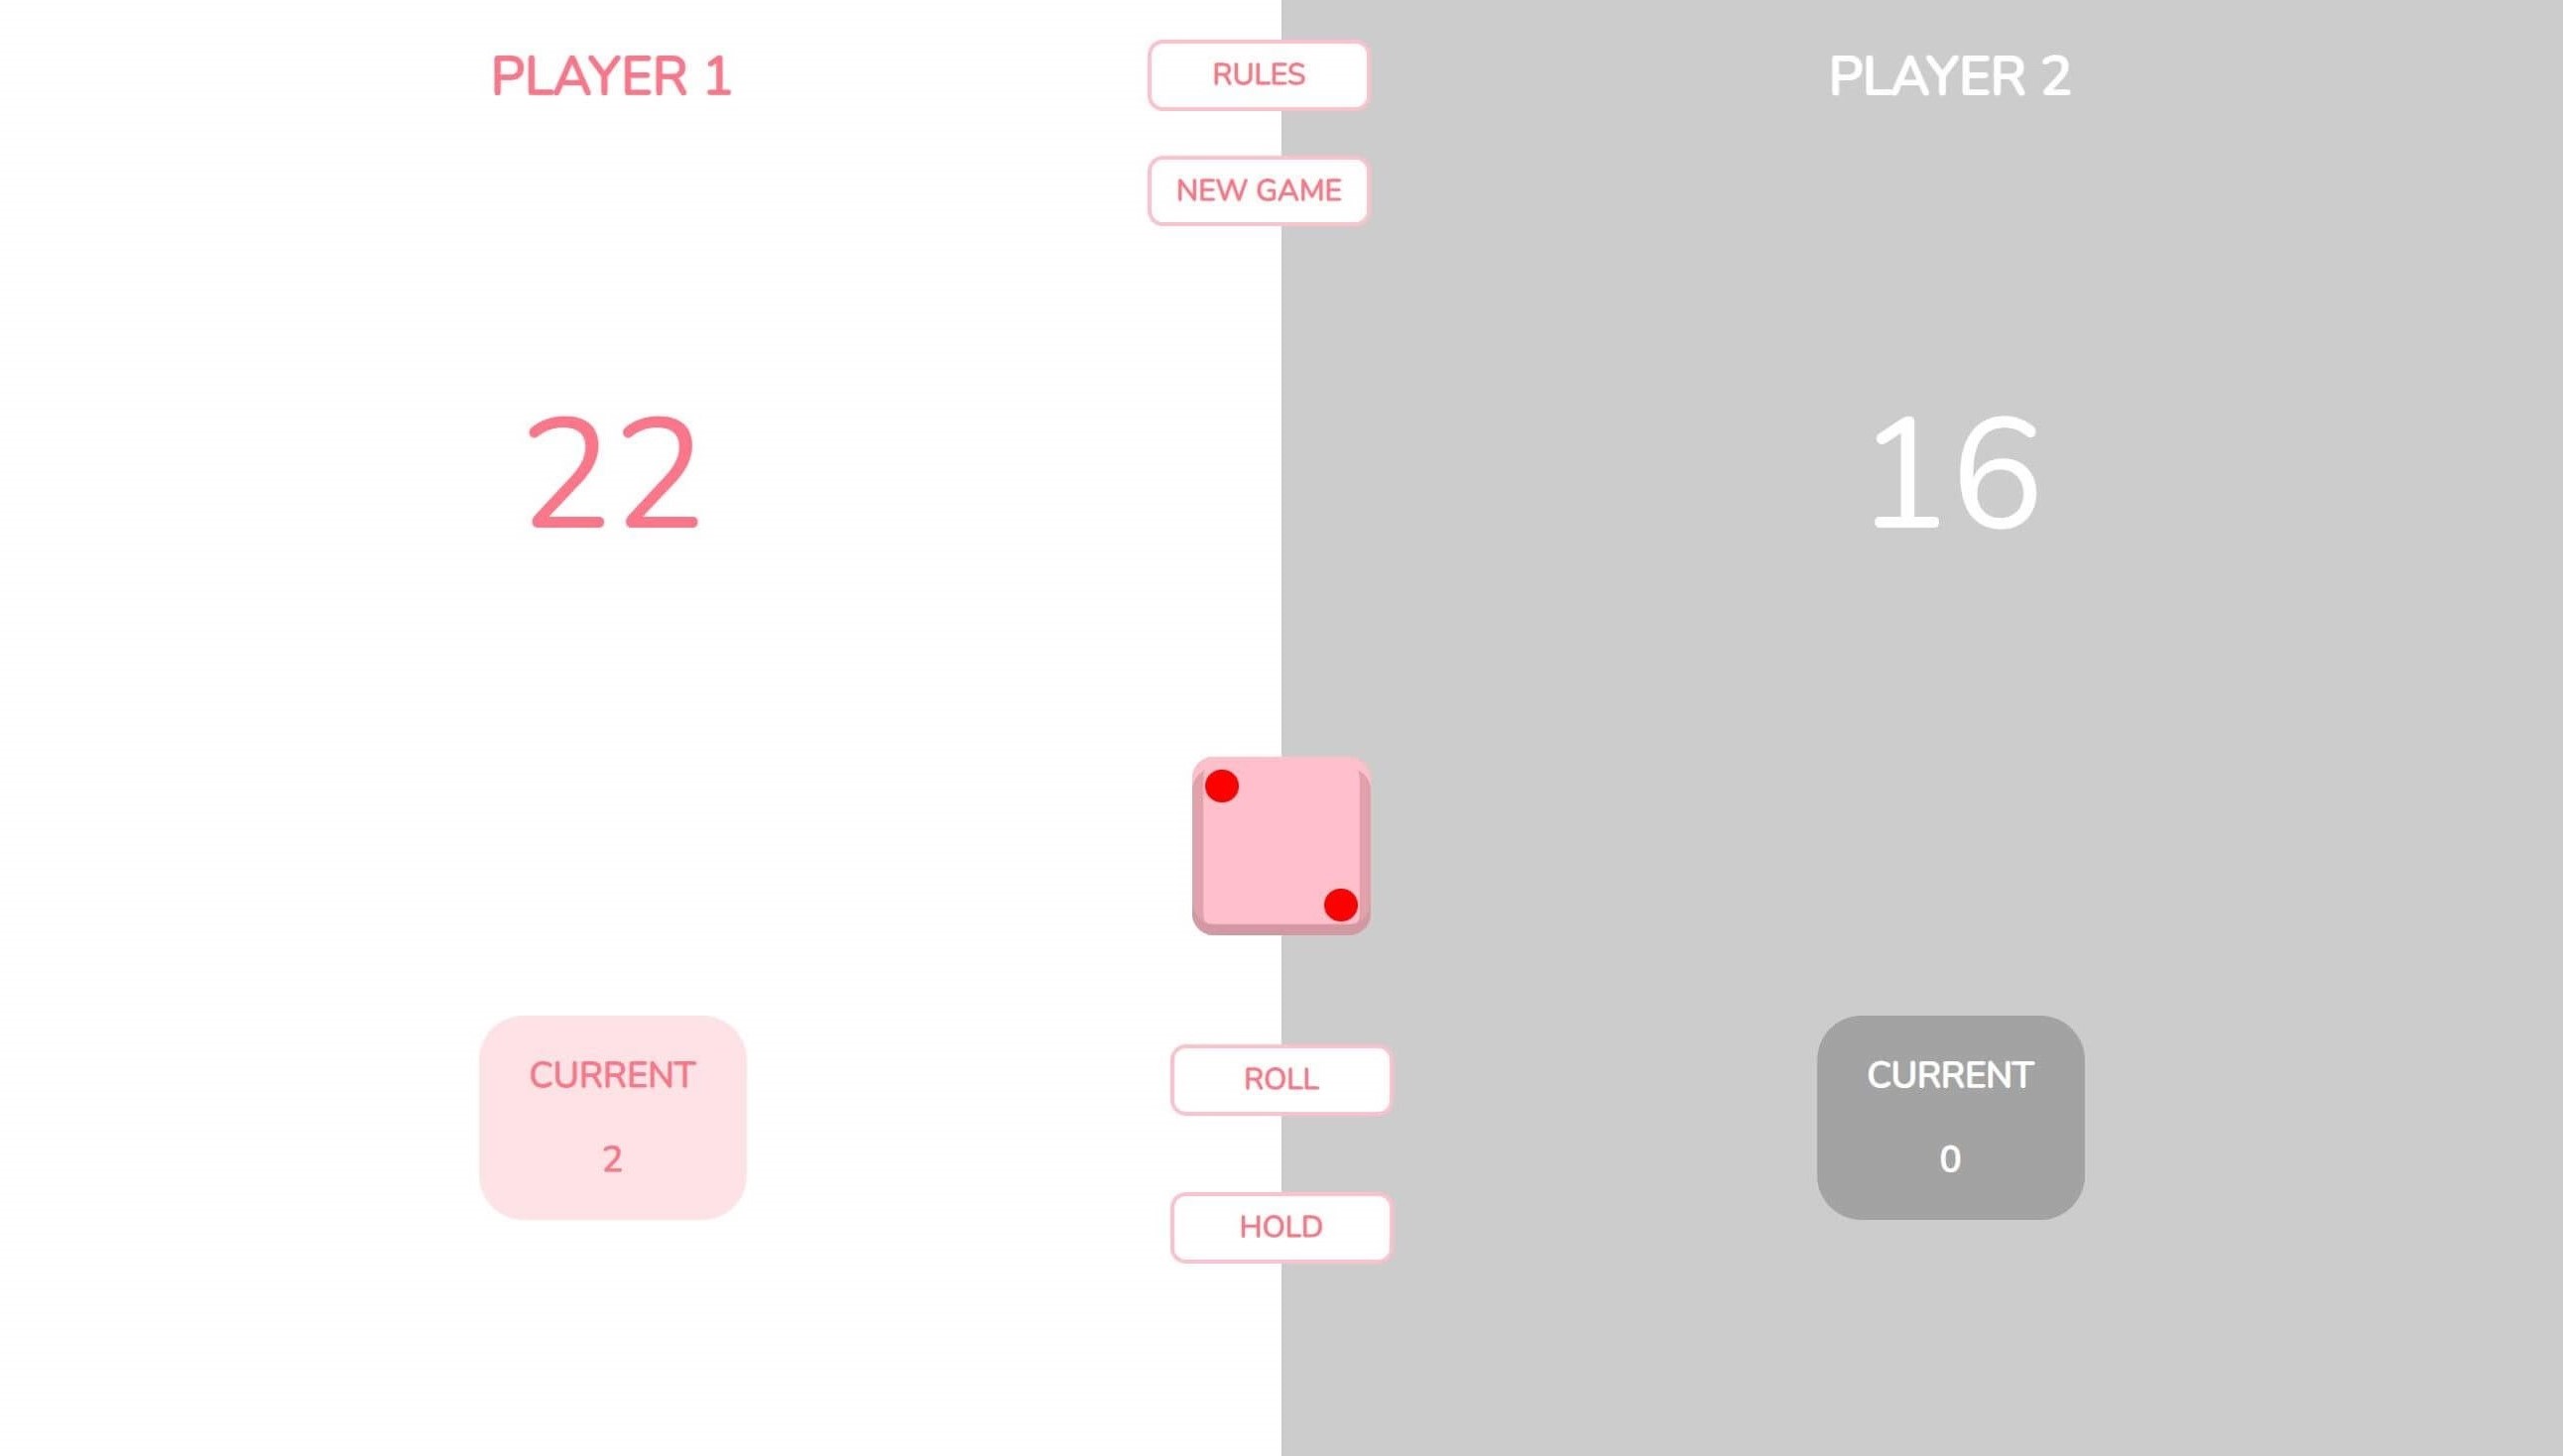 PLAYER 1
22
CURRENT
2
RULES
NEW GAME
ROLL
HOLD
PLAYER 2
16
CURRENT
0